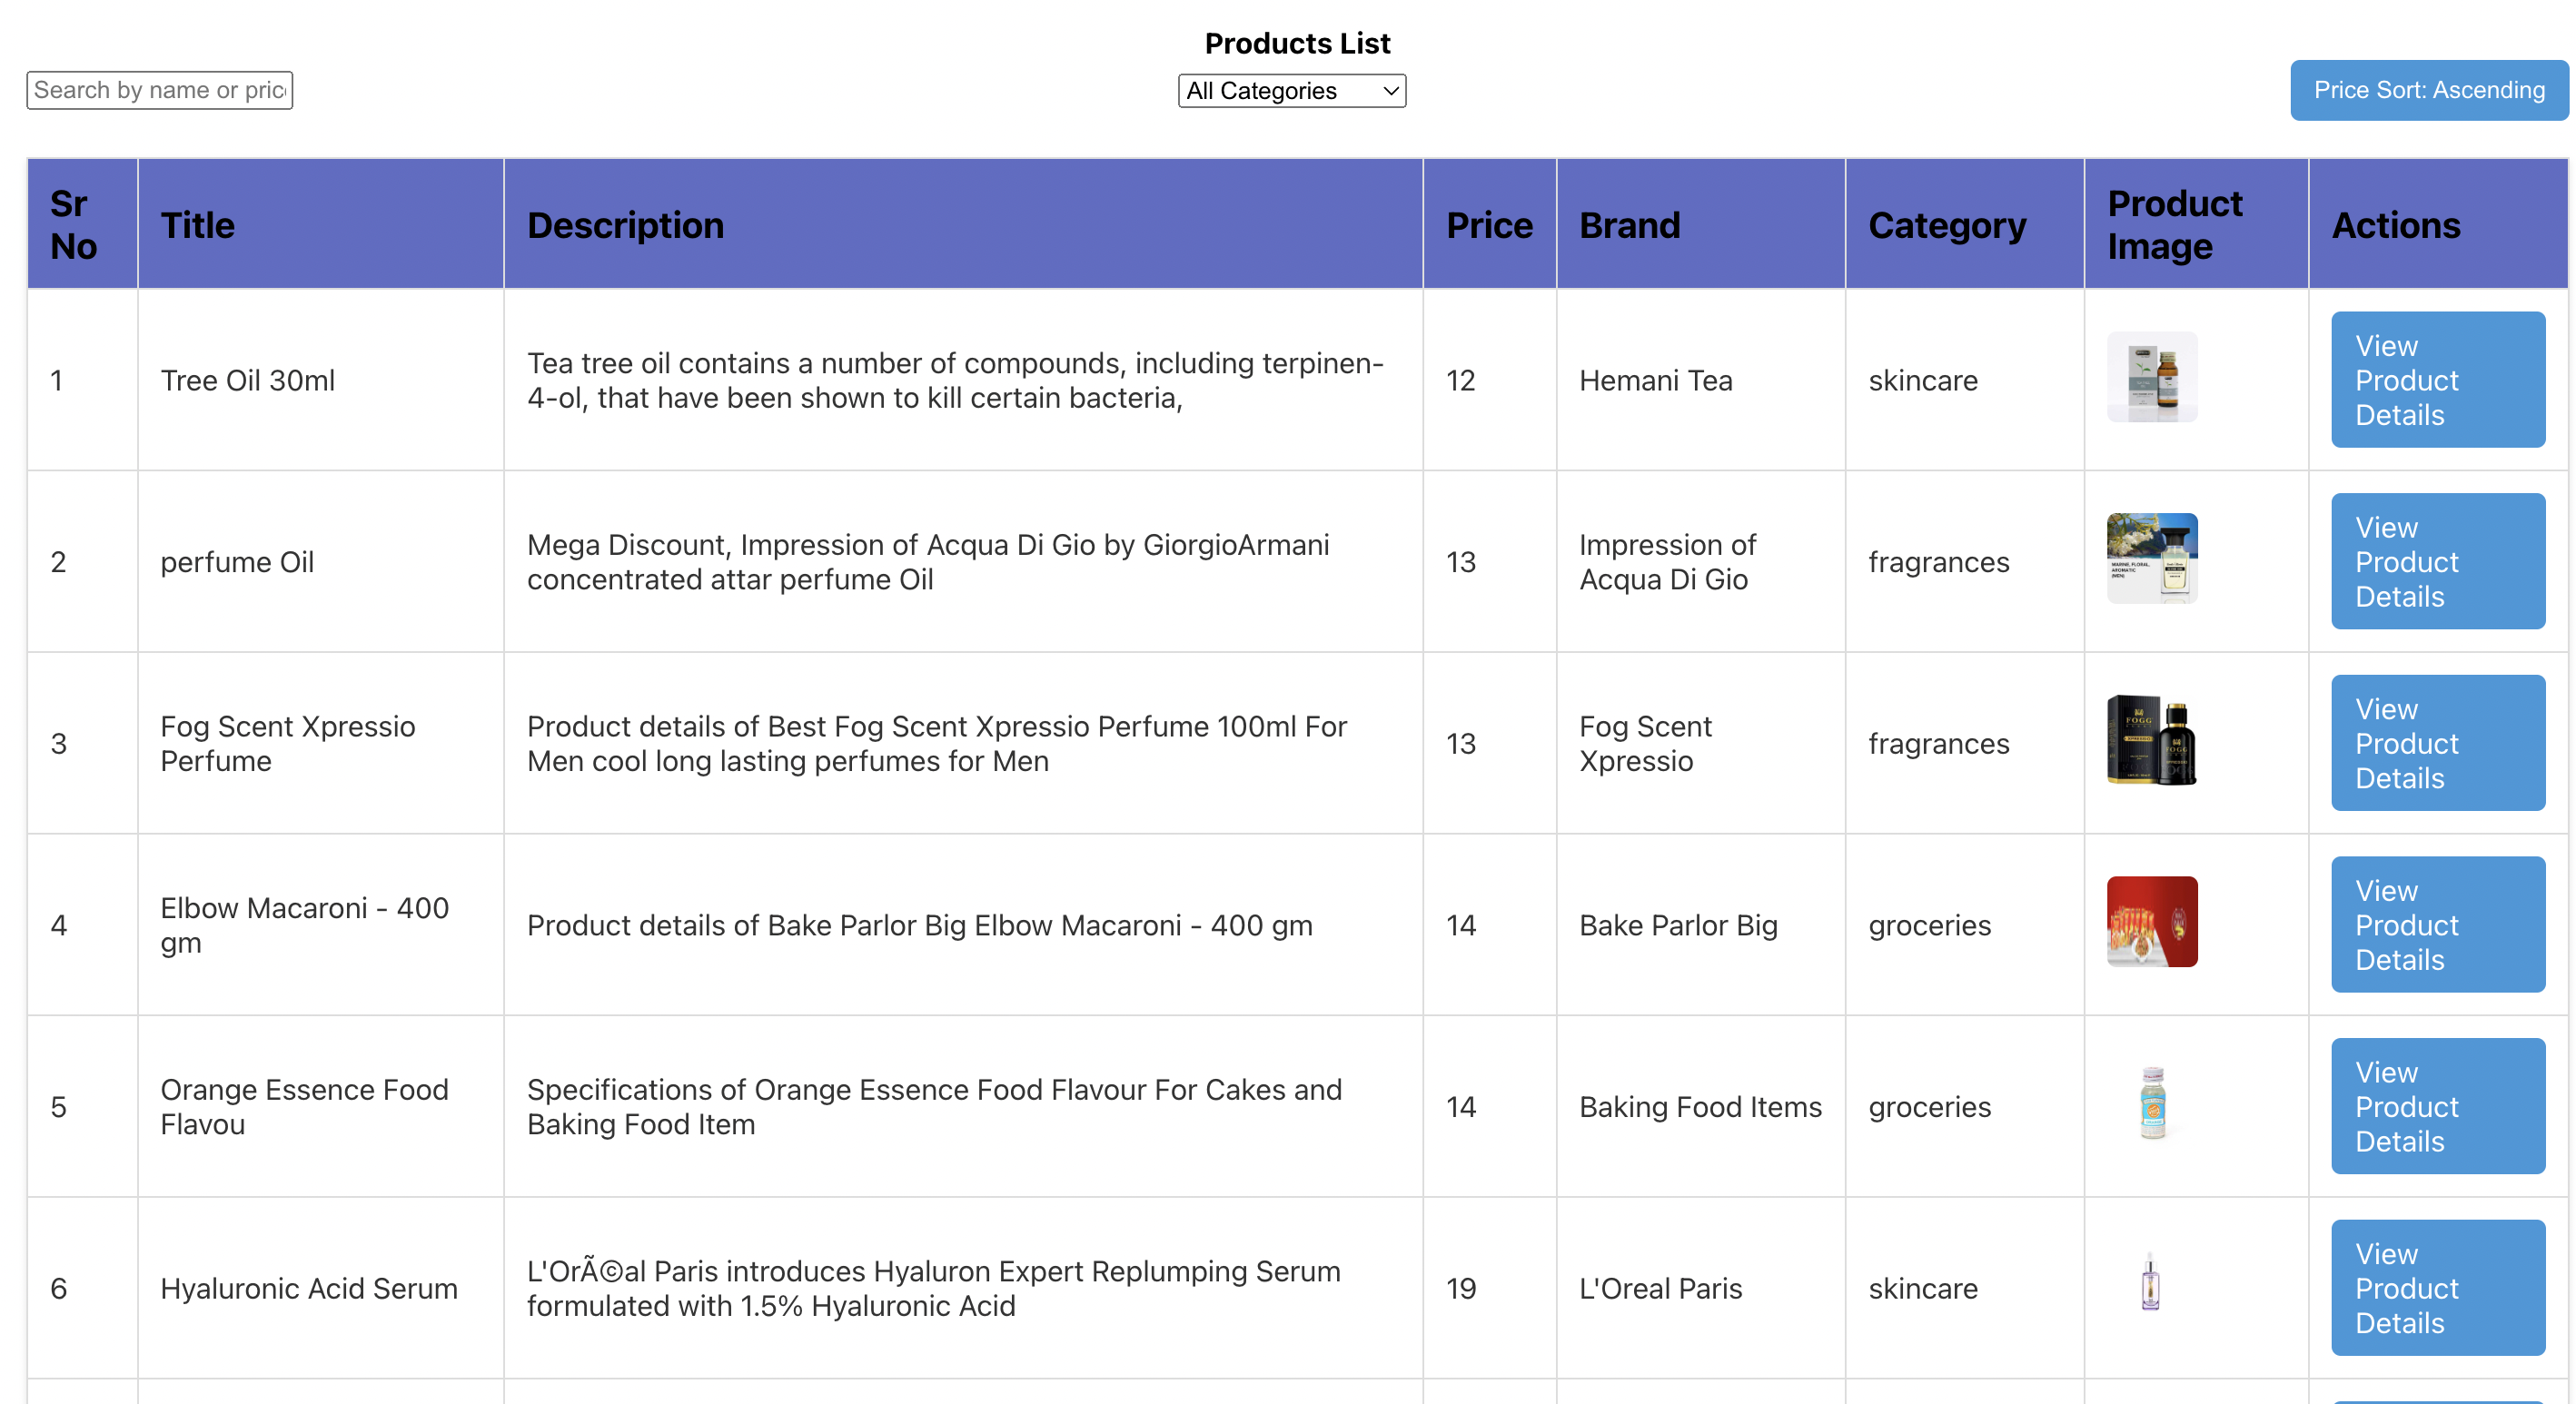 Products List
Search by name or pric
All Categories
Price Sort: Ascending
Sr No
Title
Description
Price
Brand
Category
Product Image
Actions
1
Tree Oil 30ml
Tea tree oil contains a number of compounds, including terpinen-
4-ol, that have been shown to kill certain bacteria,
12
Hemani Tea
skincare
View
Product
Details
2
perfume Oil
Mega Discount, Impression of Acqua Di Gio by GiorgioArmani
concentrated attar perfume Oil
13
Impression of
Acqua Di Gio
fragrances
MARINE, FLORAL,
AROMATIC
(MEN)
View
Product
Details
3
Fog Scent Xpressio
Perfume
Product details of Best Fog Scent Xpressio Perfume 100ml For
Men cool long lasting perfumes for Men
13
Fog Scent
Xpressio
fragrances
FOGG
FOGG
View
Product
Details
4
Elbow Macaroni - 400
gm
Product details of Bake Parlor Big Elbow Macaroni - 400 gm
14
Bake Parlor Big
groceries
View
Product
Details
5
Orange Essence Food
Flavou
Specifications of Orange Essence Food Flavour For Cakes and
Baking Food Item
14
Baking Food Items
groceries
View
Product
Details
6
Hyaluronic Acid Serum
L'OrÃ©al Paris introduces Hyaluron Expert Replumping Serum
formulated with 1.5% Hyaluronic Acid
19
L'Oreal Paris
skincare
View
Product
Details